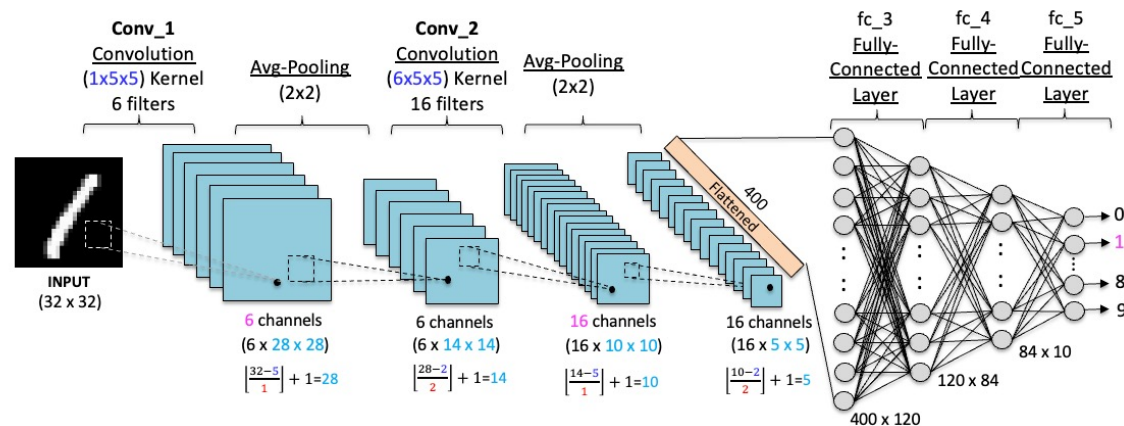 Conv_1
Convolution
(1x5x5) Kernel
6 filters
Avg-Pooling
(2x2)
Conv_2
Convolution
(6x5x5) Kernel
16 filters
Avg-Pooling
(2x2)
fc_3
Fully-
Connected
Layer
fc_4
Fully-
Connected
Layer
fc_5
Fully-
Connected
Layer
INPUT
(32 x 32)
6 channels
(6 x 28 x 28)
⌊(32−5)/1⌋ + 1=28
6 channels
(6 x 14 x 14)
⌊(28−2)/2⌋ + 1=14
16 channels
(16 x 10 x 10)
⌊(14−5)/1⌋ + 1=10
16 channels
(16 x 5 x 5)
⌊(10−2)/2⌋ + 1=5
400
Flattened
400 x 120
120 x 84
84 x 10
0
1
8
9